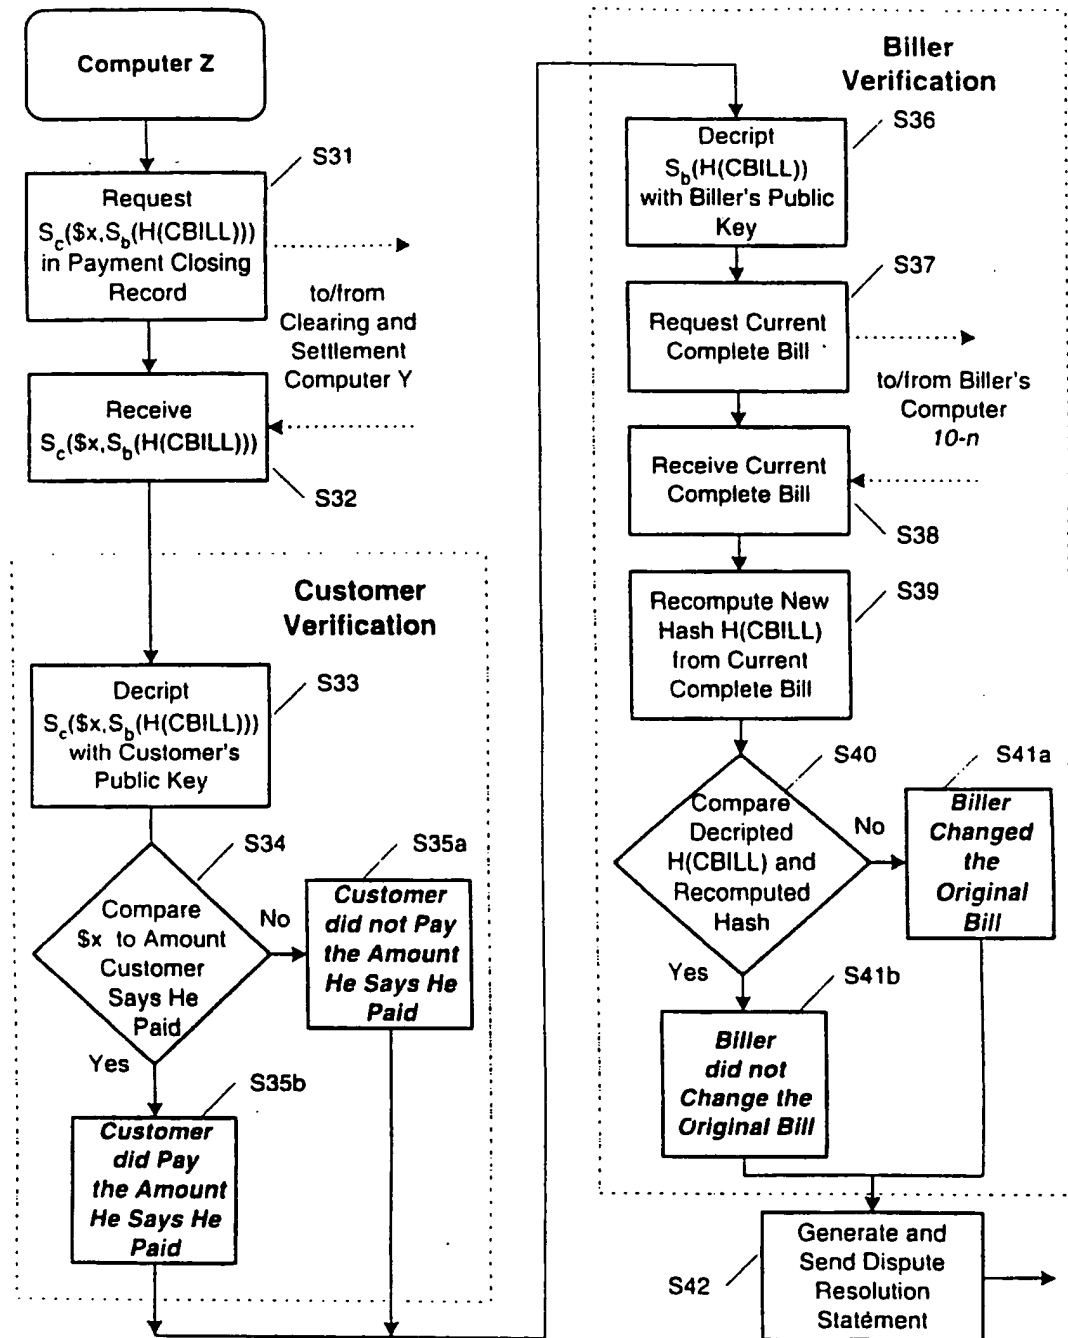 Computer Z
S31
Request
Sc($x,Sb(H(CBILL)))
in Payment Closing
Record
to/from
Clearing and
Settlement
Computer Y
Receive
Sc($x,Sb(H(CBILL)))
S32
Customer
Verification
S33
Decript
Sc($x,Sb(H(CBILL)))
with Customer's
Public Key
S34
Compare
$x to Amount
Customer
Says He
Paid
No
Yes
S35a
Customer
did not Pay
the Amount
He Says He
Paid
S35b
Customer
did Pay
the Amount
He Says He
Paid
Biller
Verification
S36
Decript
Sb(H(CBILL))
with Biller's Public
Key
S37
Request Current
Complete Bill
to/from Biller's
Computer
10-n
Receive Current
Complete Bill
S38
S39
Recompute New
Hash H(CBILL)
from Current
Complete Bill
S40
Compare
Decripted
H(CBILL) and
Recomputed
Hash
No
Yes
S41a
Biller
Changed
the
Original
Bill
S41b
Biller
did not
Change the
Original Bill
S42
Generate and
Send Dispute
Resolution
Statement